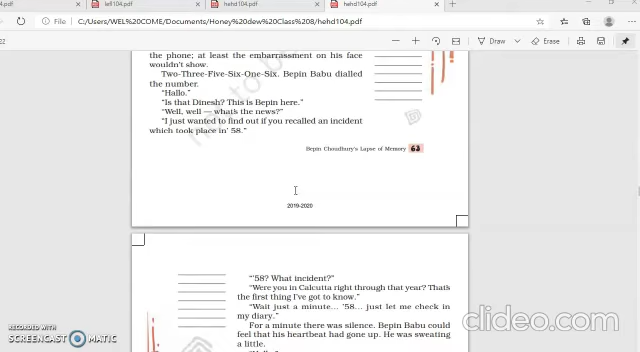 .pdf
iell104.pdf
hehd104.pdf
hehd104.pdf
File
C:/Users/WEL%20COME/Documents/Honey%20dew%20Class%208/hehd104.pdf
22
Draw
Erase
the phone; at least the embarrassment on his face
wouldn't show.
Two-Three-Five-Six-One-Six. Bepin Babu dialled
the number.
“Hallo.”
“Is that Dinesh? This is Bepin here.”
“Well, well — what's the news?”
“I just wanted to find out if you recalled an incident
which took place in '58.”
Bepin Choudhury's Lapse of Memory 63
2019-2020
“'58? What incident?”
“Were you in Calcutta right through that year? That's
the first thing I've got to know.”
“Wait just a minute... '58... just let me check in
my diary.”
For a minute there was silence. Bepin Babu could
feel that his heartbeat had gone up. He was sweating
a little.
RECORDED WITH
SCREENCAST MATIC
clideo.com